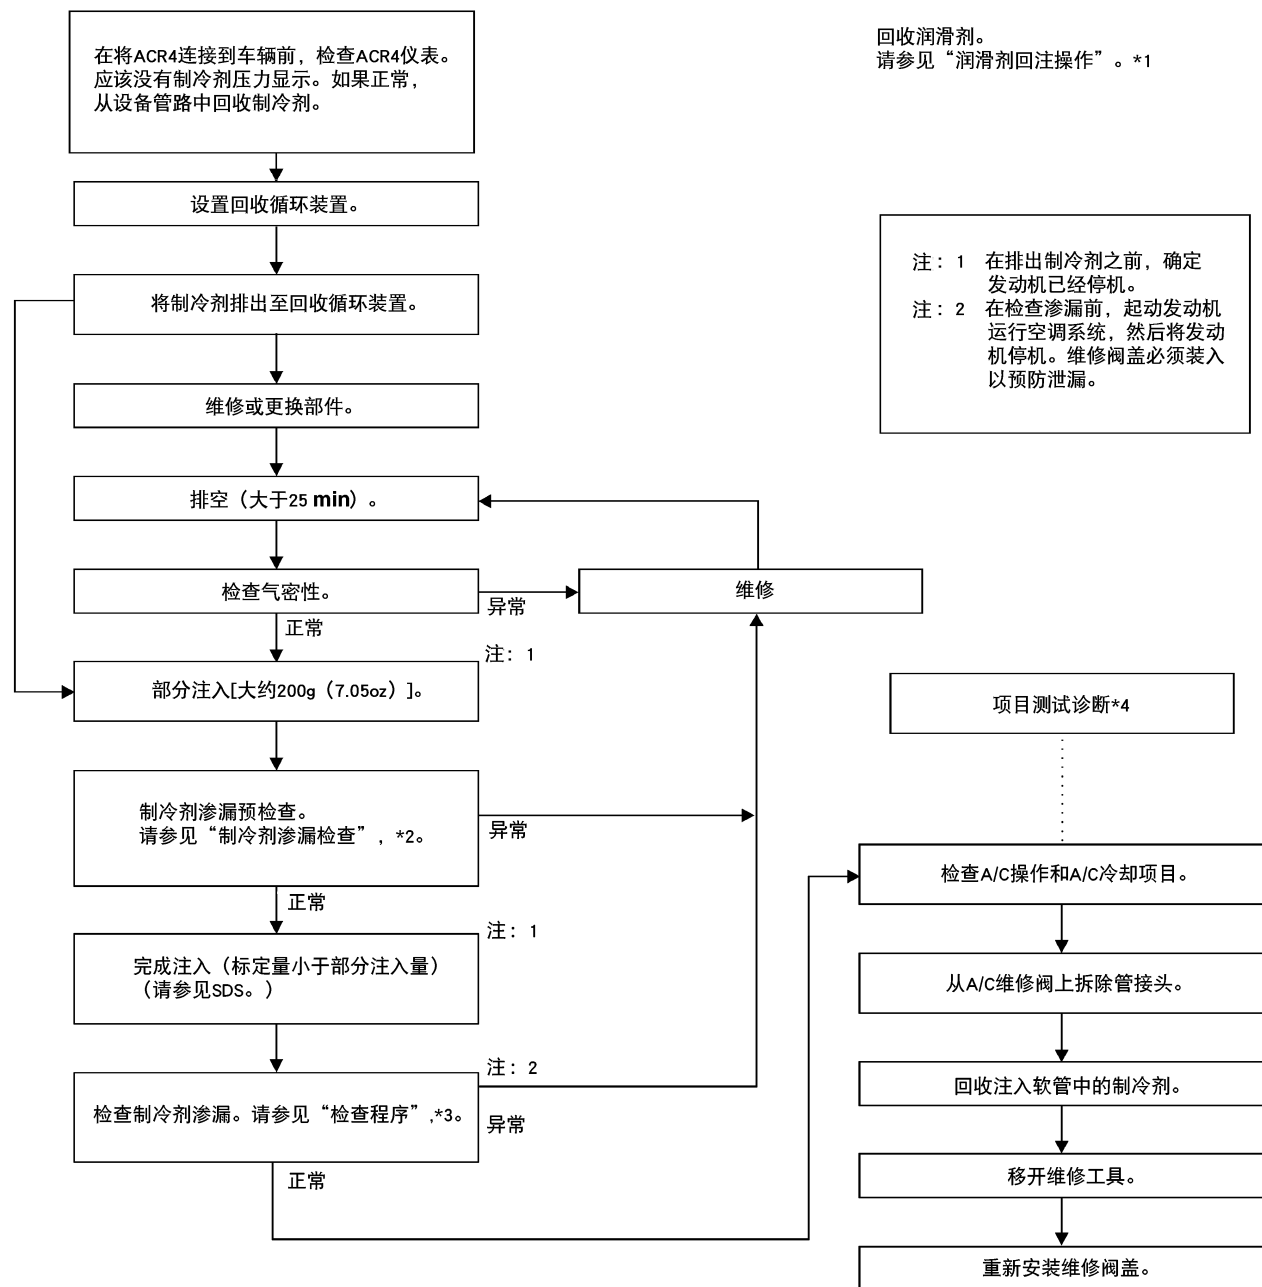 在将ACR4连接到车辆前，检查ACR4仪表。
应该没有制冷剂压力显示。如果正常，
从设备管路中回收制冷剂。
设置回收循环装置。
将制冷剂排出至回收循环装置。
维修或更换部件。
排空（大于25 min）。
检查气密性。
异常
正常
维修
注：1
部分注入[大约200g（7.05oz）]。
制冷剂渗漏预检查。
请参见“制冷剂渗漏检查”，*2。
异常
正常
注：1
完成注入（标定量小于部分注入量）
（请参见SDS。）
注：2
检查制冷剂渗漏。请参见“检查程序”,*3。
异常
正常
回收润滑剂。
请参见“润滑剂回注操作”。*1
注：1 在排出制冷剂之前，确定
发动机已经停机。
注：2 在检查渗漏前，起动发动机
运行空调系统，然后将发动
机停机。维修阀盖必须装入
以预防泄漏。
项目测试诊断*4
检查A/C操作和A/C冷却项目。
从A/C维修阀上拆除管接头。
回收注入软管中的制冷剂。
移开维修工具。
重新安装维修阀盖。